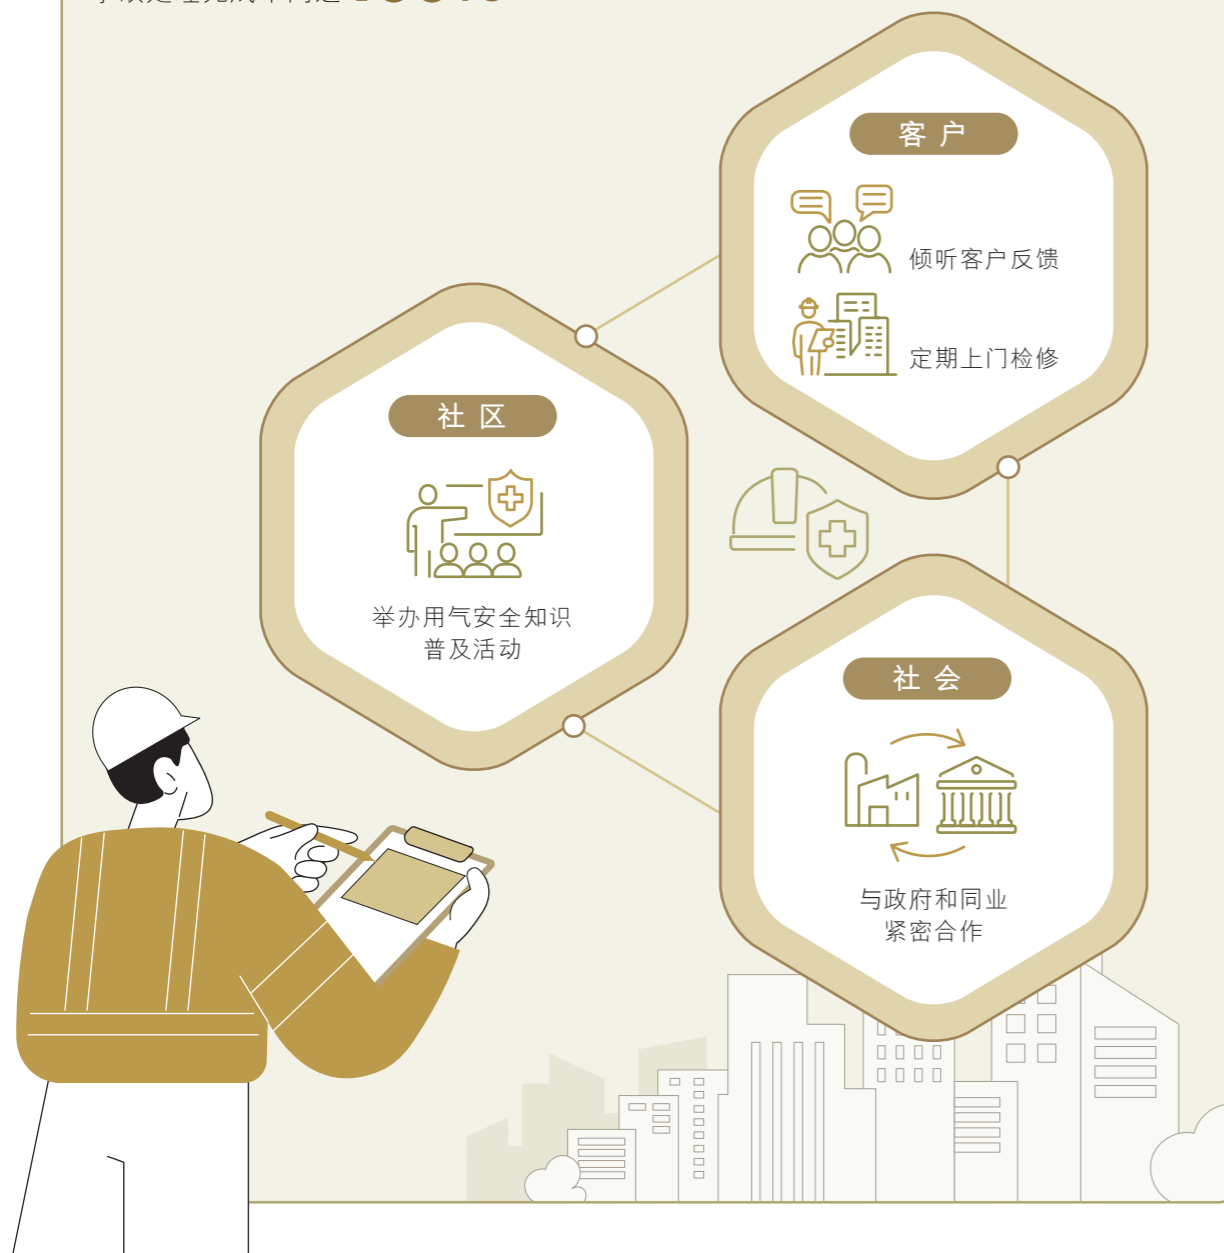 客户
倾听客户反馈
定期上门检修
社区
举办用气安全知识
普及活动
社会
与政府和同业
紧密合作